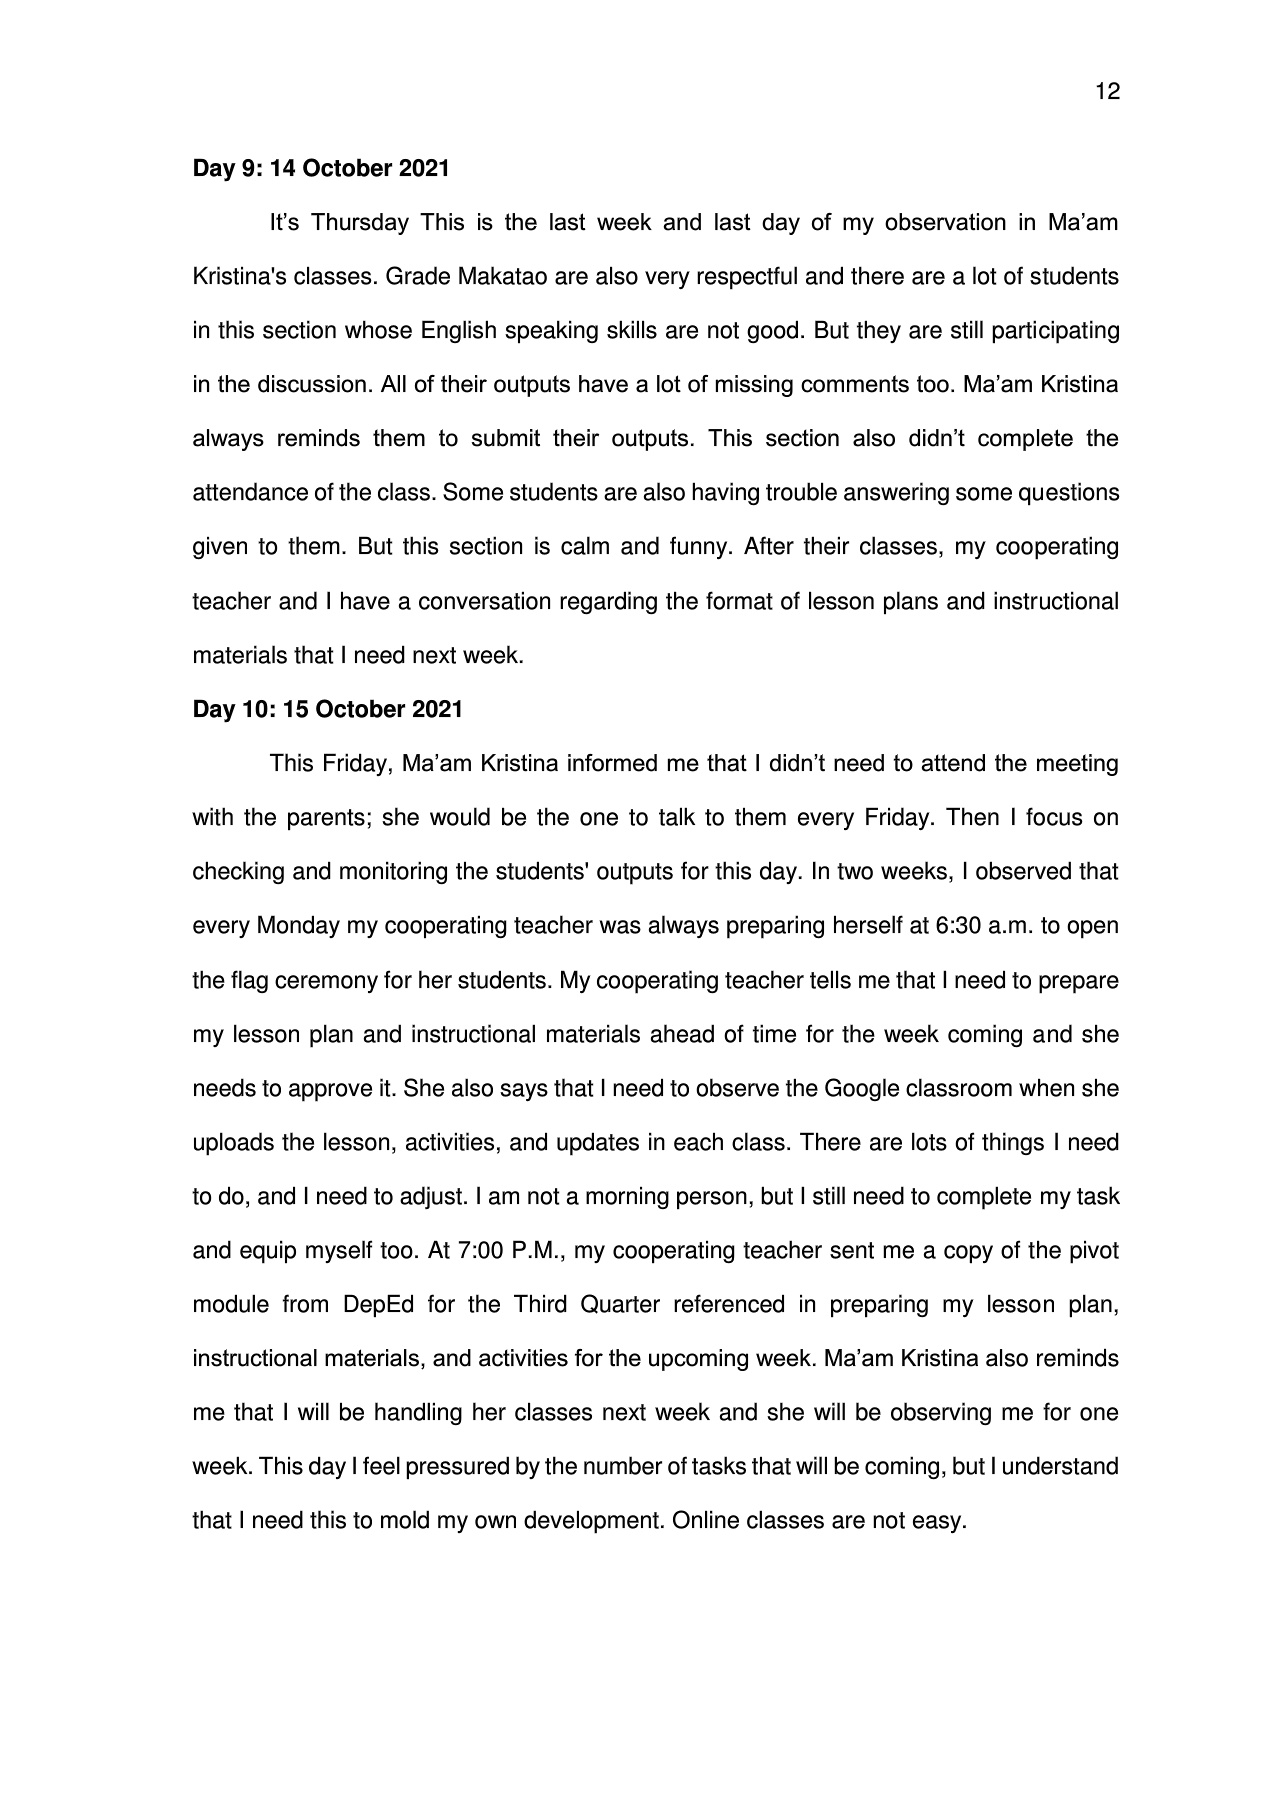 12
Day 9: 14 October 2021
It’s Thursday This is the last week and last day of my observation in Ma’am
Kristina's classes. Grade Makatao are also very respectful and there are a lot of students
in this section whose English speaking skills are not good. But they are still participating
in the discussion. All of their outputs have a lot of missing comments too. Ma’am Kristina
always reminds them to submit their outputs. This section also didn’t complete the
attendance of the class. Some students are also having trouble answering some questions
given to them. But this section is calm and funny. After their classes, my cooperating
teacher and I have a conversation regarding the format of lesson plans and instructional
materials that I need next week.
Day 10: 15 October 2021
This Friday, Ma’am Kristina informed me that I didn’t need to attend the meeting
with the parents; she would be the one to talk to them every Friday. Then I focus on
checking and monitoring the students' outputs for this day. In two weeks, I observed that
every Monday my cooperating teacher was always preparing herself at 6:30 a.m. to open
the flag ceremony for her students. My cooperating teacher tells me that I need to prepare
my lesson plan and instructional materials ahead of time for the week coming and she
needs to approve it. She also says that I need to observe the Google classroom when she
uploads the lesson, activities, and updates in each class. There are lots of things I need
to do, and I need to adjust. I am not a morning person, but I still need to complete my task
and equip myself too. At 7:00 P.M., my cooperating teacher sent me a copy of the pivot
module from DepEd for the Third Quarter referenced in preparing my lesson plan,
instructional materials, and activities for the upcoming week. Ma’am Kristina also reminds
me that I will be handling her classes next week and she will be observing me for one
week. This day I feel pressured by the number of tasks that will be coming, but I understand
that I need this to mold my own development. Online classes are not easy.